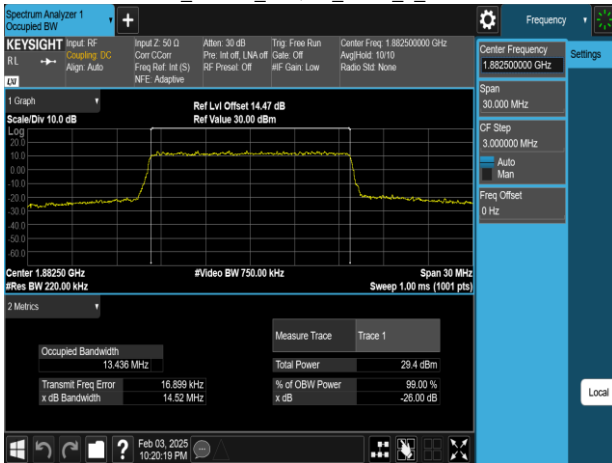 Spectrum Analyzer 1
Occupied BW
Frequency
KEYSIGHT
RL
LXI
Input: RF
Coupling: DC
Align: Auto
Input Z: 50 Ω
Corr CCorr
Freq Ref: Int (S)
NFE: Adaptive
Atten: 30 dB
Pre: Int off, LNA off
RF Presel: Off
Trig: Free Run
Gate: Off
#IF Gain: Low
Center Freq: 1.882500000 GHz
Avg|Hold: 10/10
Radio Std: None
Center Frequency
1.882500000 GHz
Settings
Span
30.000 MHz
CF Step
3.000000 MHz
Auto
Man
Freq Offset
0 Hz
1 Graph
Scale/Div 10.0 dB
Ref Lvl Offset 14.47 dB
Ref Value 30.00 dBm
Log
20.0
10.0
0.00
-10.0
-20.0
-30.0
-40.0
-50.0
-60.0
Center 1.88250 GHz
#Res BW 220.00 kHz
#Video BW 750.00 kHz
Span 30 MHz
Sweep 1.00 ms (1001 pts)
2 Metrics
Measure Trace Trace 1
Occupied Bandwidth
13.436 MHz
Total Power 29.4 dBm
Transmit Freq Error 16.899 kHz
% of OBW Power 99.00 %
x dB Bandwidth 14.52 MHz
x dB -26.00 dB
Local
?
Feb 03, 2025
10:20:19 PM